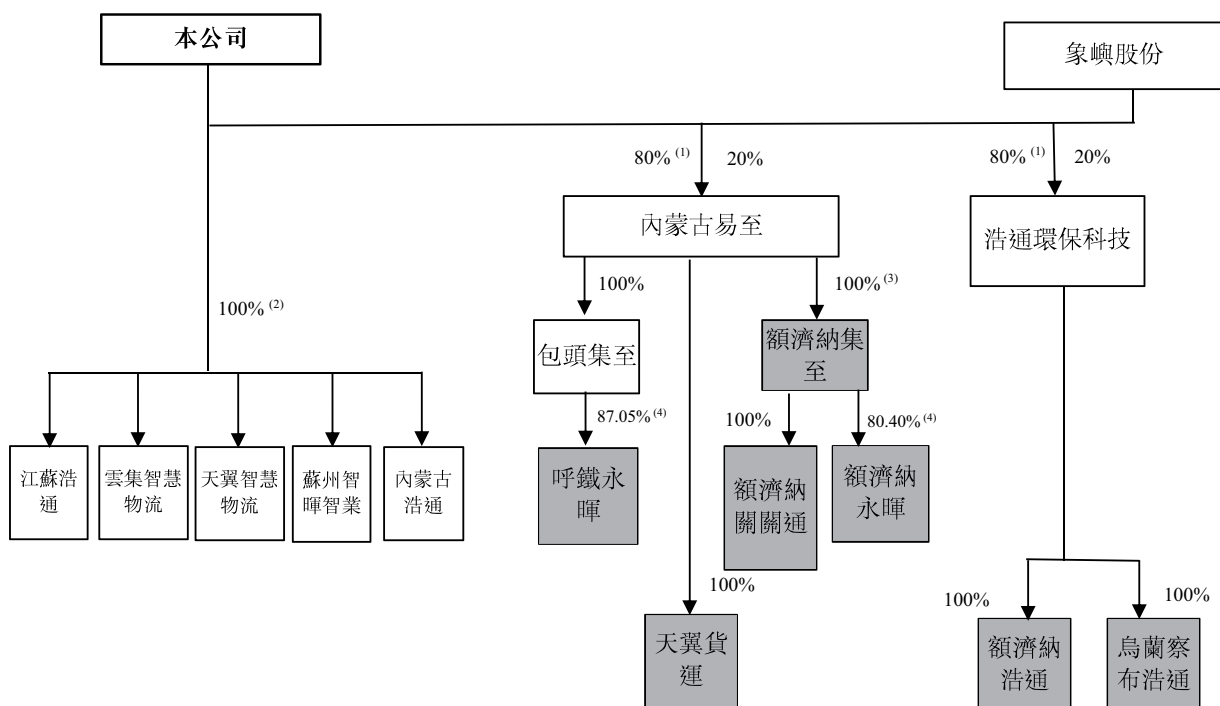 本公司
象嶼股份
80% (1)
20%
80% (1)
20%
內蒙古易至
浩通環保科技
100% (2)
100%
100% (3)
包頭集至
額濟納集
至
87.05% (4)
100%
80.40% (4)
江蘇浩
通
雲集智慧
物流
天翼智慧
物流
蘇州智
暉智業
內蒙古
浩通
呼鐵永
暉
額濟納
關關通
額濟納
永暉
100%
天翼貨
運
100%
100%
額濟納
浩通
烏蘭察
布浩通